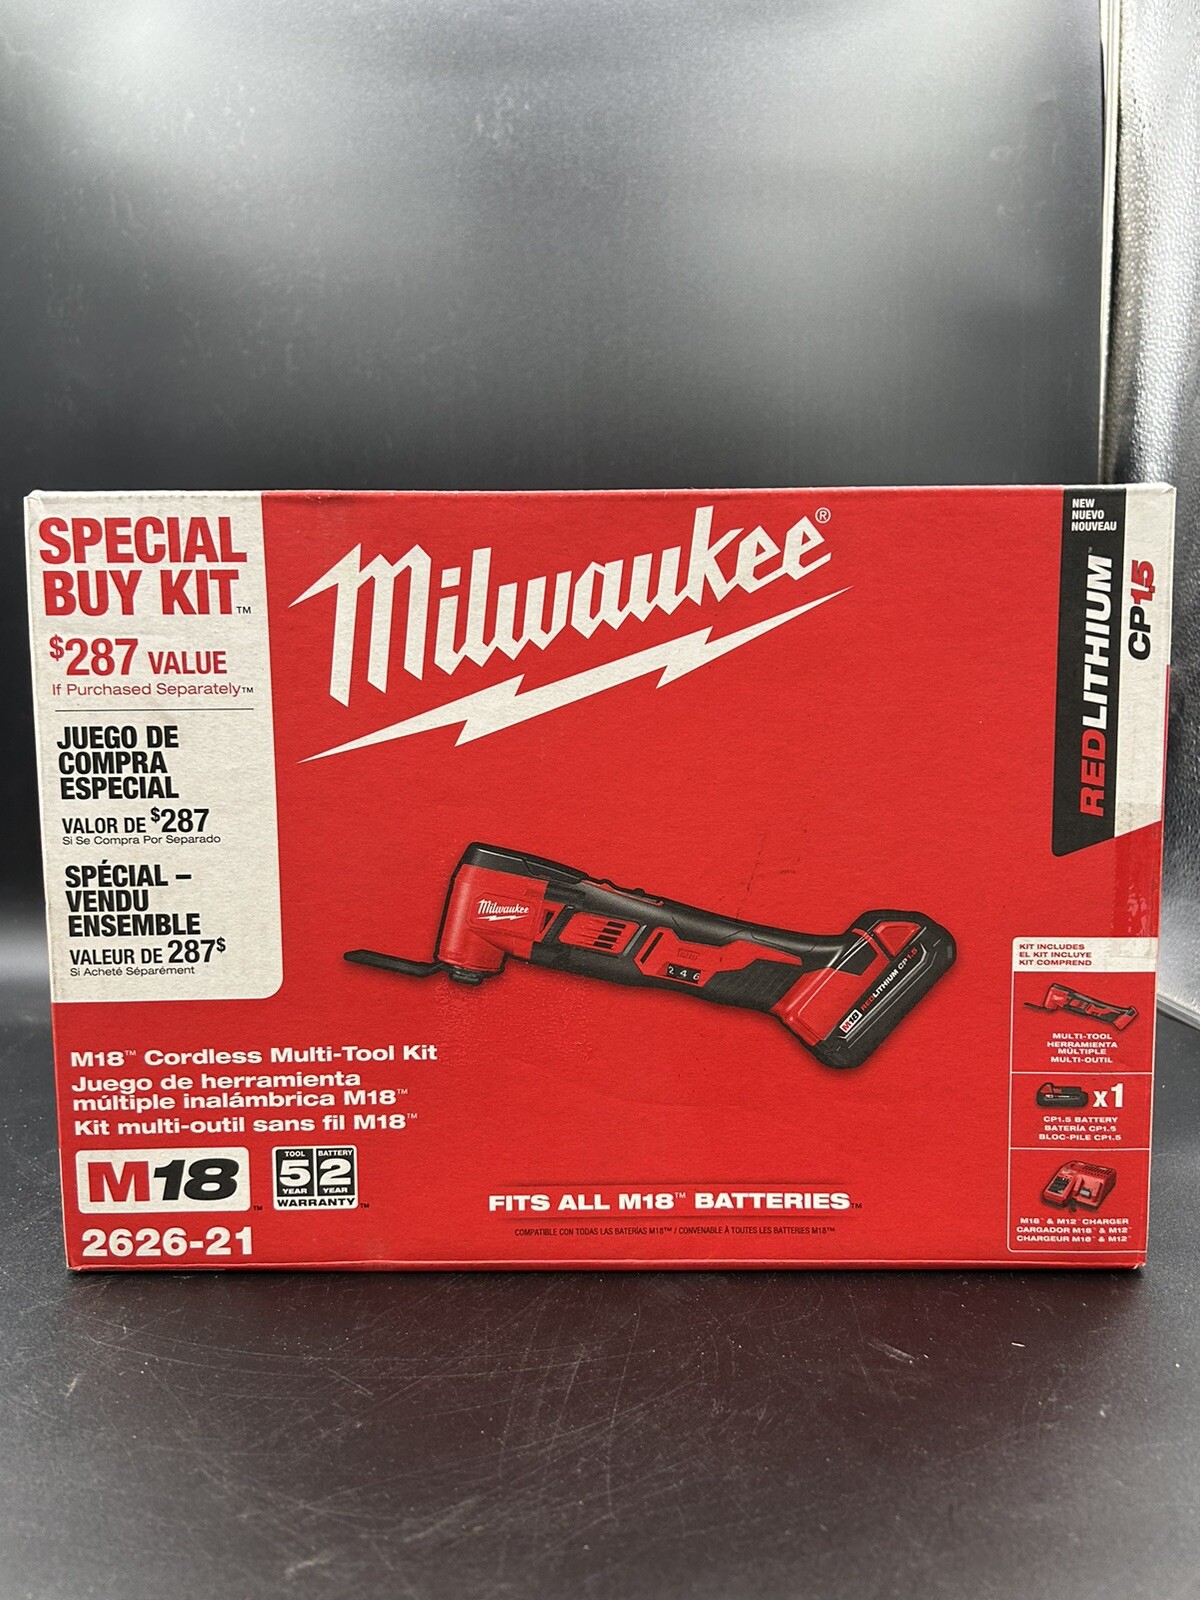 SPECIAL
BUY KIT™
$287 VALUE
If Purchased Separately™
JUEGO DE
COMPRA
ESPECIAL
VALOR DE $287
Si Se Compra Por Separado
SPÉCIAL –
VENDU
ENSEMBLE
VALEUR DE 287$
Si Acheté Séparément
Milwaukee®
NEW
NUEVO
NOUVEAU
REDLITHIUM™
CP1.5
Milwaukee
2 4 6
M18 REDLITHIUM CP1.5
M18™ Cordless Multi-Tool Kit
Juego de herramienta
múltiple inalámbrica M18™
Kit multi-outil sans fil M18™
M18™
TOOL
5
YEAR
BATTERY
2
YEAR
WARRANTY™
2626-21
FITS ALL M18™ BATTERIES™
COMPATIBLE CON TODAS LAS BATERÍAS M18™ / CONVENABLE À TOUTES LES BATTERIES M18™
KIT INCLUDES
EL KIT INCLUYE
KIT COMPREND
MULTI-TOOL
HERRAMIENTA
MÚLTIPLE
MULTI-OUTIL
x1
CP1.5 BATTERY
BATERÍA CP1.5
BLOC-PILE CP1.5
M18™ & M12™ CHARGER
CARGADOR M18™ & M12™
CHARGEUR M18™ & M12™